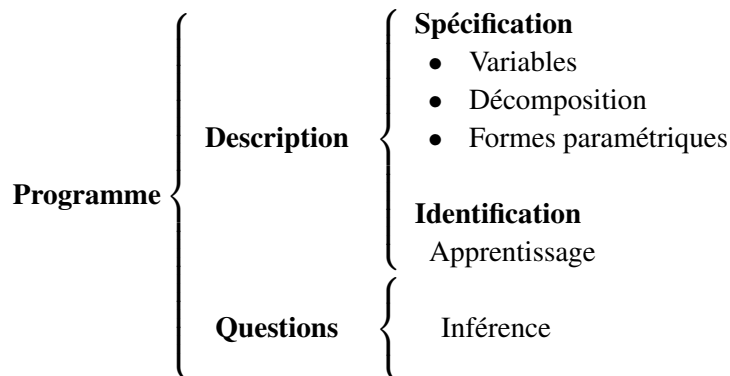 Spécification
• Variables
• Décomposition
Description
• Formes paramétriques
Programme
Identification
Apprentissage
Questions
Inférence